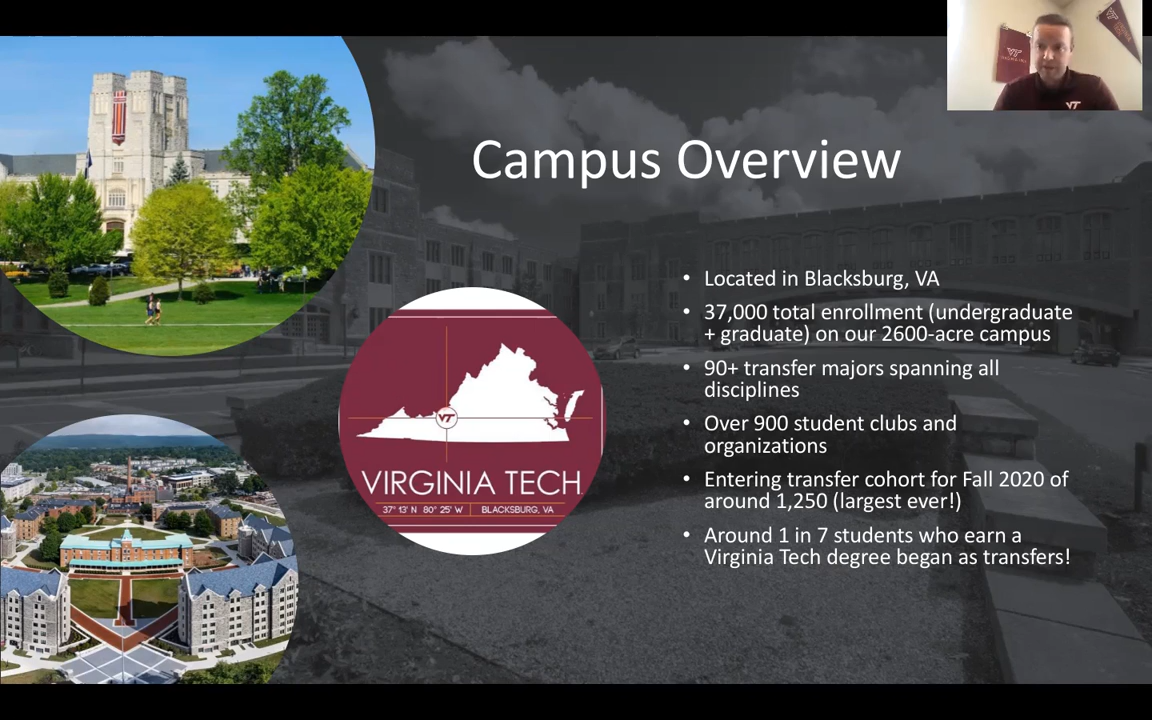 Campus Overview
• Located in Blacksburg, VA
• 37,000 total enrollment (undergraduate
+ graduate) on our 2600-acre campus
• 90+ transfer majors spanning all
disciplines
• Over 900 student clubs and
organizations
• Entering transfer cohort for Fall 2020 of
around 1,250 (largest ever!)
• Around 1 in 7 students who earn a
Virginia Tech degree began as transfers!
VT
VIRGINIA TECH
37° 13' N 80° 25' W BLACKSBURG, VA
VT
VT